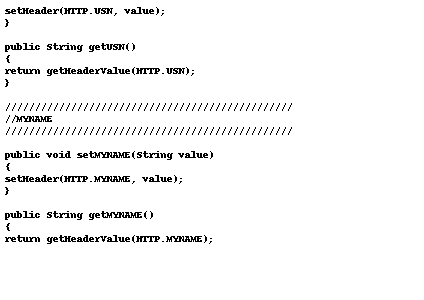 setHeader(HTTP.USN, value);
}
public String getUSN()
{
return getHeaderValue(HTTP.USN);
}
////////////////////////////////////////////////
//MYNAME
////////////////////////////////////////////////
public void setMYNAME(String value)
{
setHeader(HTTP.MYNAME, value);
}
public String getMYNAME()
{
return getHeaderValue(HTTP.MYNAME);